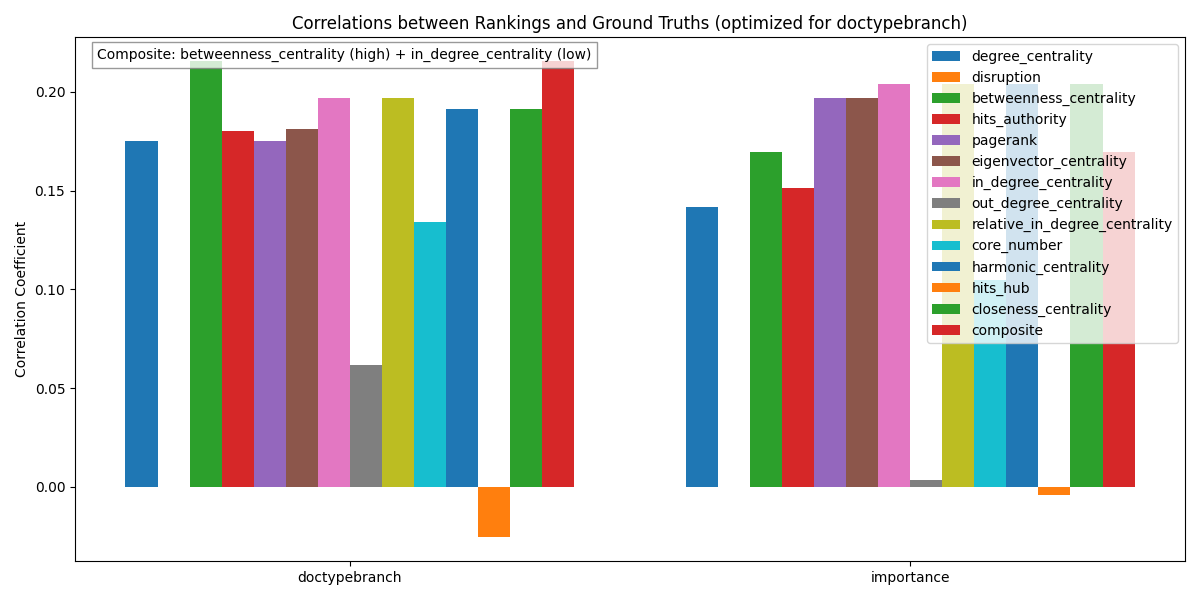 Correlations between Rankings and Ground Truths (optimized for doctypebranch)
Composite: betweenness_centrality (high) + in_degree_centrality (low)
degree_centrality
disruption
betweenness_centrality
hits_authority
pagerank
eigenvector_centrality
in_degree_centrality
out_degree_centrality
relative_in_degree_centrality
core_number
harmonic_centrality
hits_hub
closeness_centrality
composite
Correlation Coefficient
0.20
0.15
0.10
0.05
0.00
doctypebranch
importance